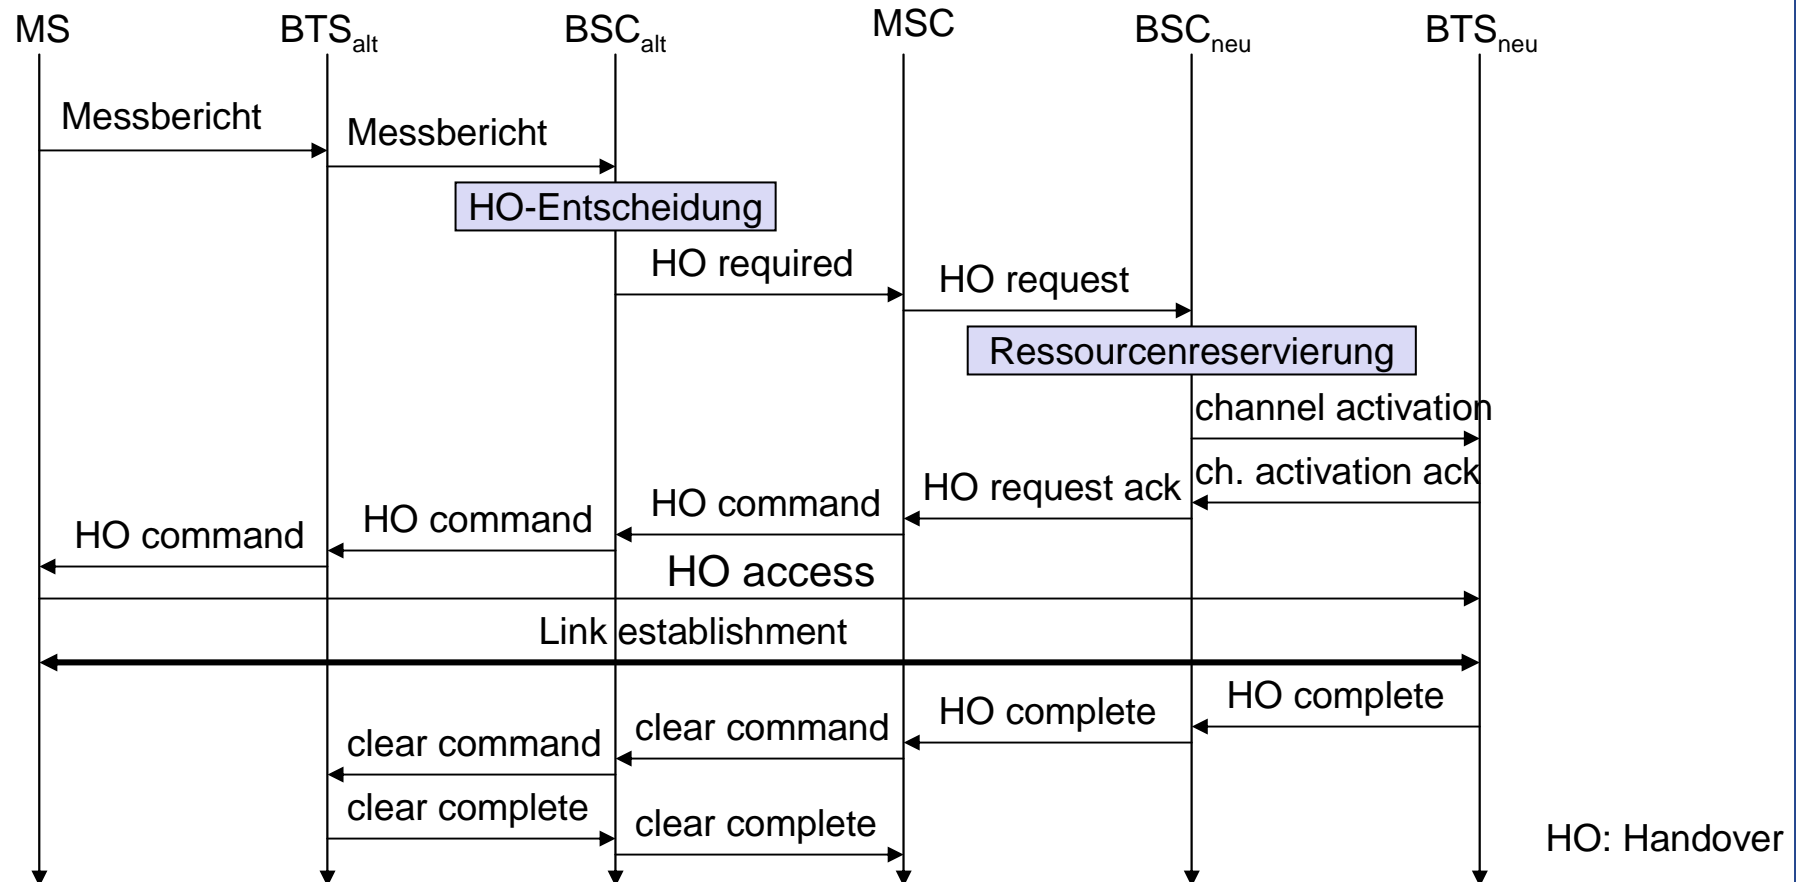 MS BTSalt BSCalt MSC BSCneu BTSneu
Messbericht
Messbericht
HO-Entscheidung
HO required
HO request
Ressourcenreservierung
channel activation
ch. activation ack
HO request ack
HO command
HO command
HO command
HO access
Link establishment
HO complete
HO complete
clear command
clear command
clear complete
clear complete
HO: Handover